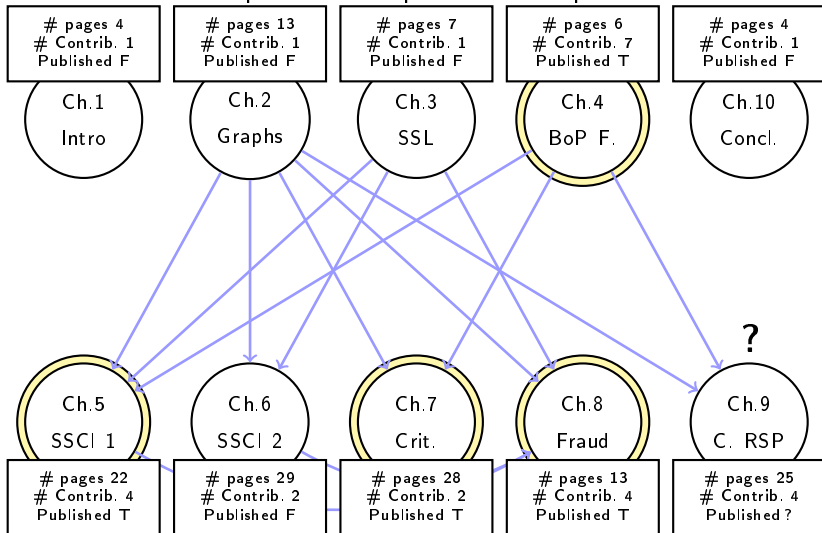 # pages 4
# Contrib. 1
Published F
# pages 13
# Contrib. 1
Published F
# pages 7
# Contrib. 1
Published F
# pages 6
# Contrib. 7
Published T
# pages 4
# Contrib. 1
Published F
Ch.1
Intro
Ch.2
Graphs
Ch.3
SSL
Ch.4
BoP F.
Ch.10
Concl.
?
Ch.5
SSCI 1
Ch.6
SSCI 2
Ch.7
Crit.
Ch.8
Fraud
Ch.9
C. RSP
# pages 22
# Contrib. 4
Published T
# pages 29
# Contrib. 2
Published F
# pages 28
# Contrib. 2
Published T
# pages 13
# Contrib. 4
Published T
# pages 25
# Contrib. 4
Published ?